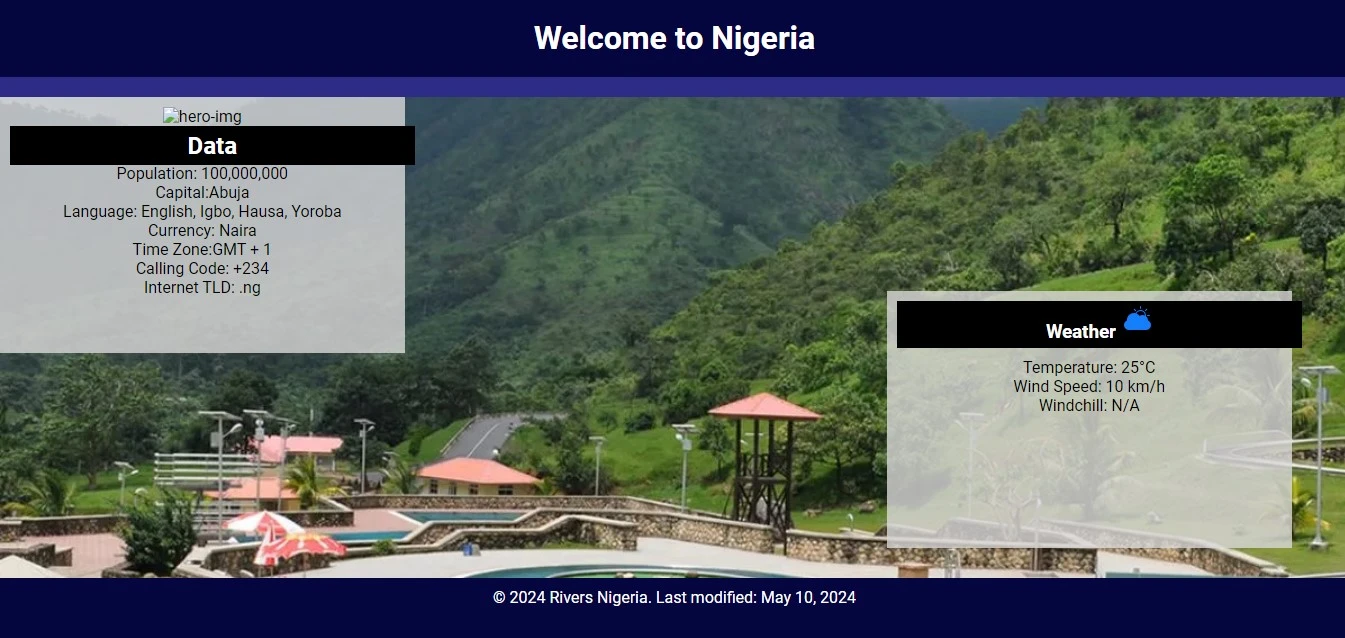 Welcome to Nigeria
hero-img
Data
Population: 100,000,000
Capital:Abuja
Language: English, Igbo, Hausa, Yoroba
Currency: Naira
Time Zone:GMT + 1
Calling Code: +234
Internet TLD: .ng
Weather
Temperature: 25°C
Wind Speed: 10 km/h
Windchill: N/A
© 2024 Rivers Nigeria. Last modified: May 10, 2024